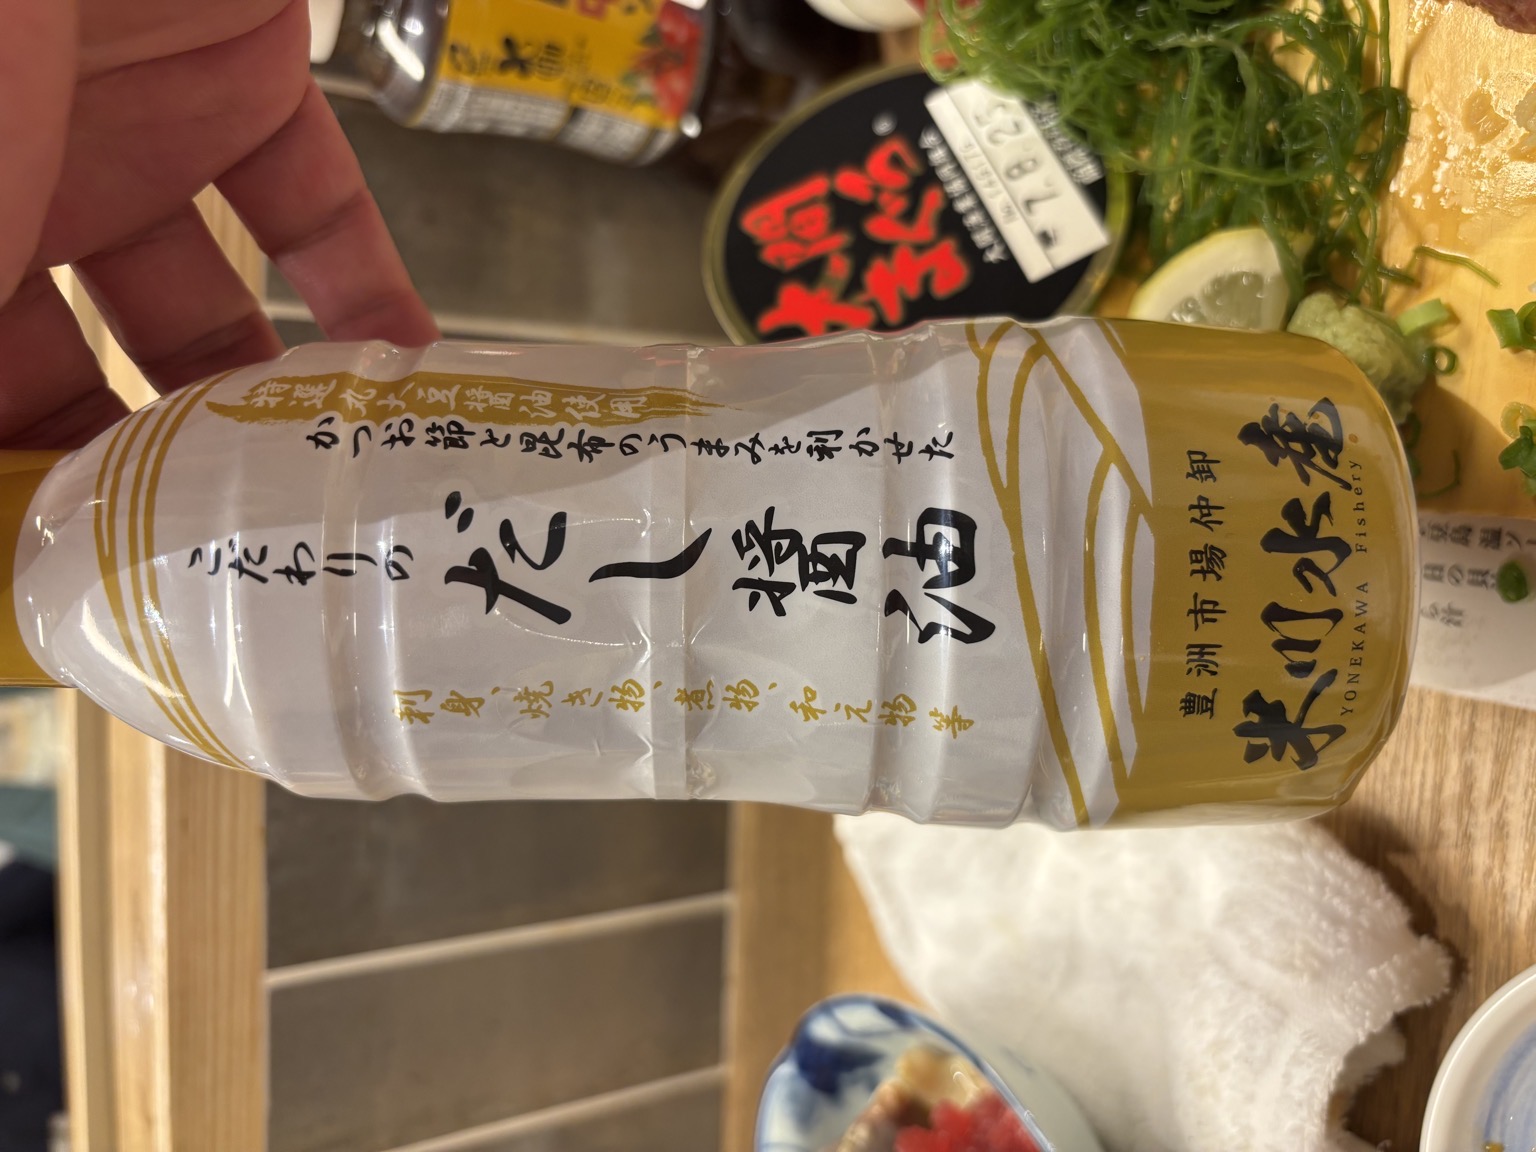 特選丸大豆醤油使用
かつお節と昆布のうまみを利かせた
こだわりの
だし醤油
刺身、焼き物、煮物、和え物等
豊洲市場仲卸
米川水産
YONEKAWA Fishery
7.8.23